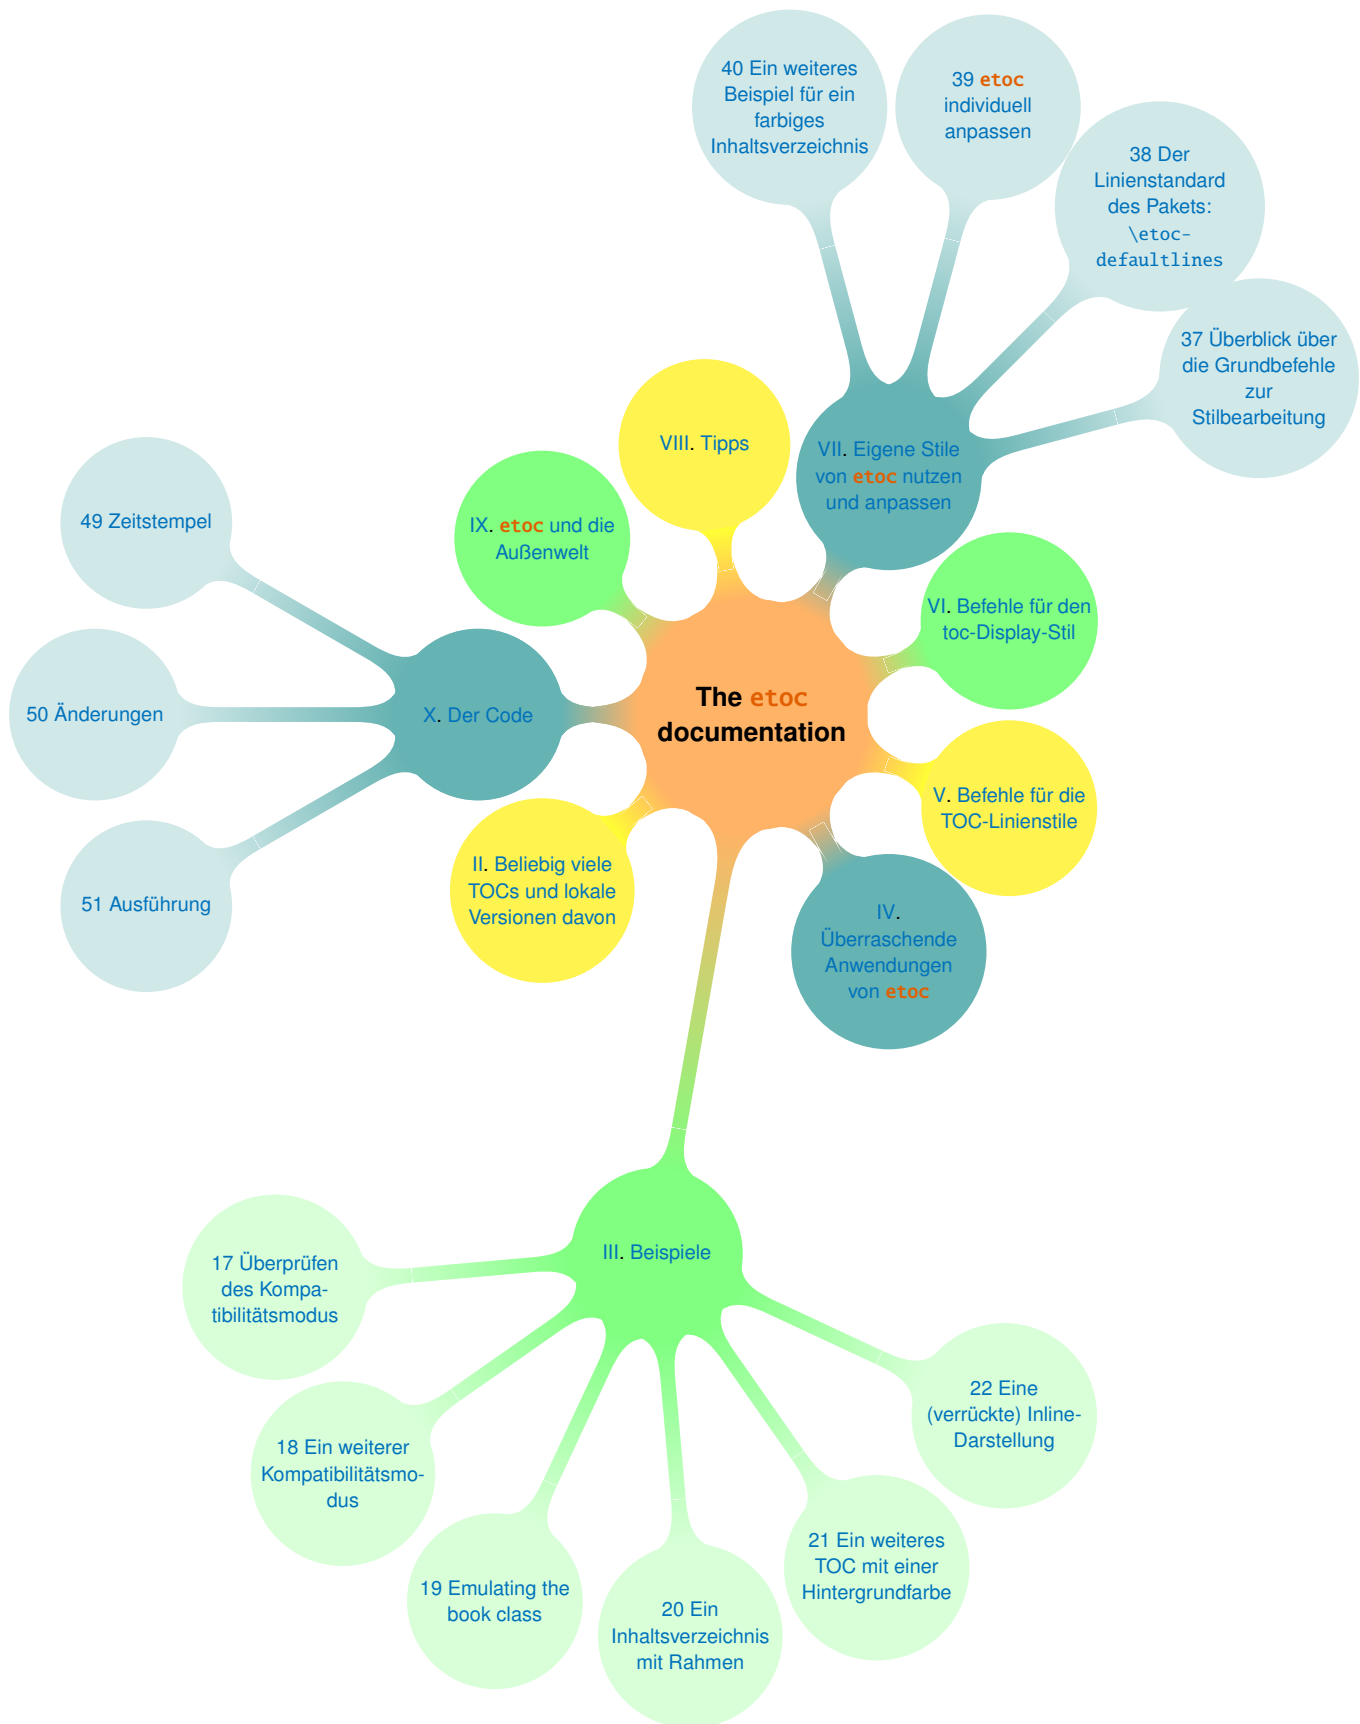 The etoc
documentation
II. Beliebig viele
TOCs und lokale
Versionen davon
III. Beispiele
17 Überprüfen
des Kompa-
tibilitätsmodus
18 Ein weiterer
Kompatibilitätsmo-
dus
19 Emulating the
book class
20 Ein
Inhaltsverzeichnis
mit Rahmen
21 Ein weiteres
TOC mit einer
Hintergrundfarbe
22 Eine
(verrückte) Inline-
Darstellung
IV.
Überraschende
Anwendungen
von etoc
V. Befehle für die
TOC-Linienstile
VI. Befehle für den
toc-Display-Stil
VII. Eigene Stile
von etoc nutzen
und anpassen
37 Überblick über
die Grundbefehle
zur
Stilbearbeitung
38 Der
Linienstandard
des Pakets:
\etoc-
defaultlines
39 etoc
individuell
anpassen
40 Ein weiteres
Beispiel für ein
farbiges
Inhaltsverzeichnis
VIII. Tipps
IX. etoc und die
Außenwelt
X. Der Code
49 Zeitstempel
50 Änderungen
51 Ausführung